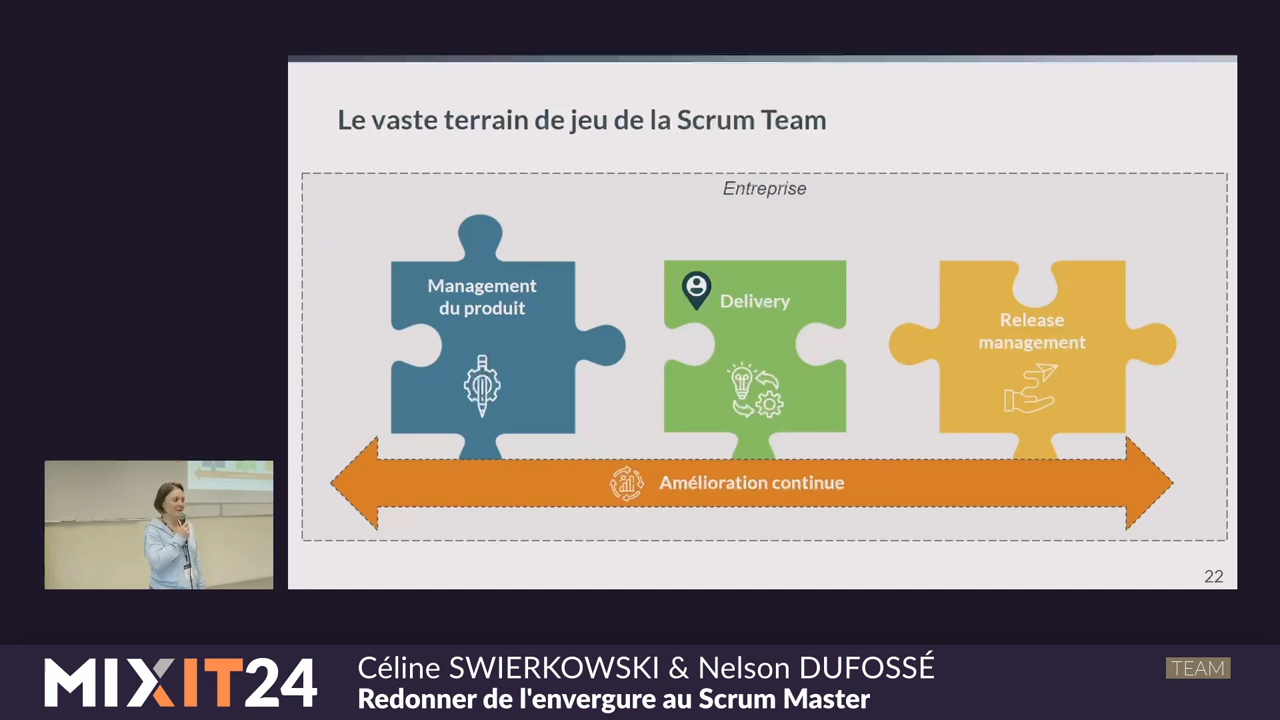 Le vaste terrain de jeu de la Scrum Team
Entreprise
Management
du produit
Delivery
Release
management
Amélioration continue
22
MIXIT24
Céline SWIERKOWSKI & Nelson DUFOSSÉ
Redonner de l'envergure au Scrum Master
TEAM